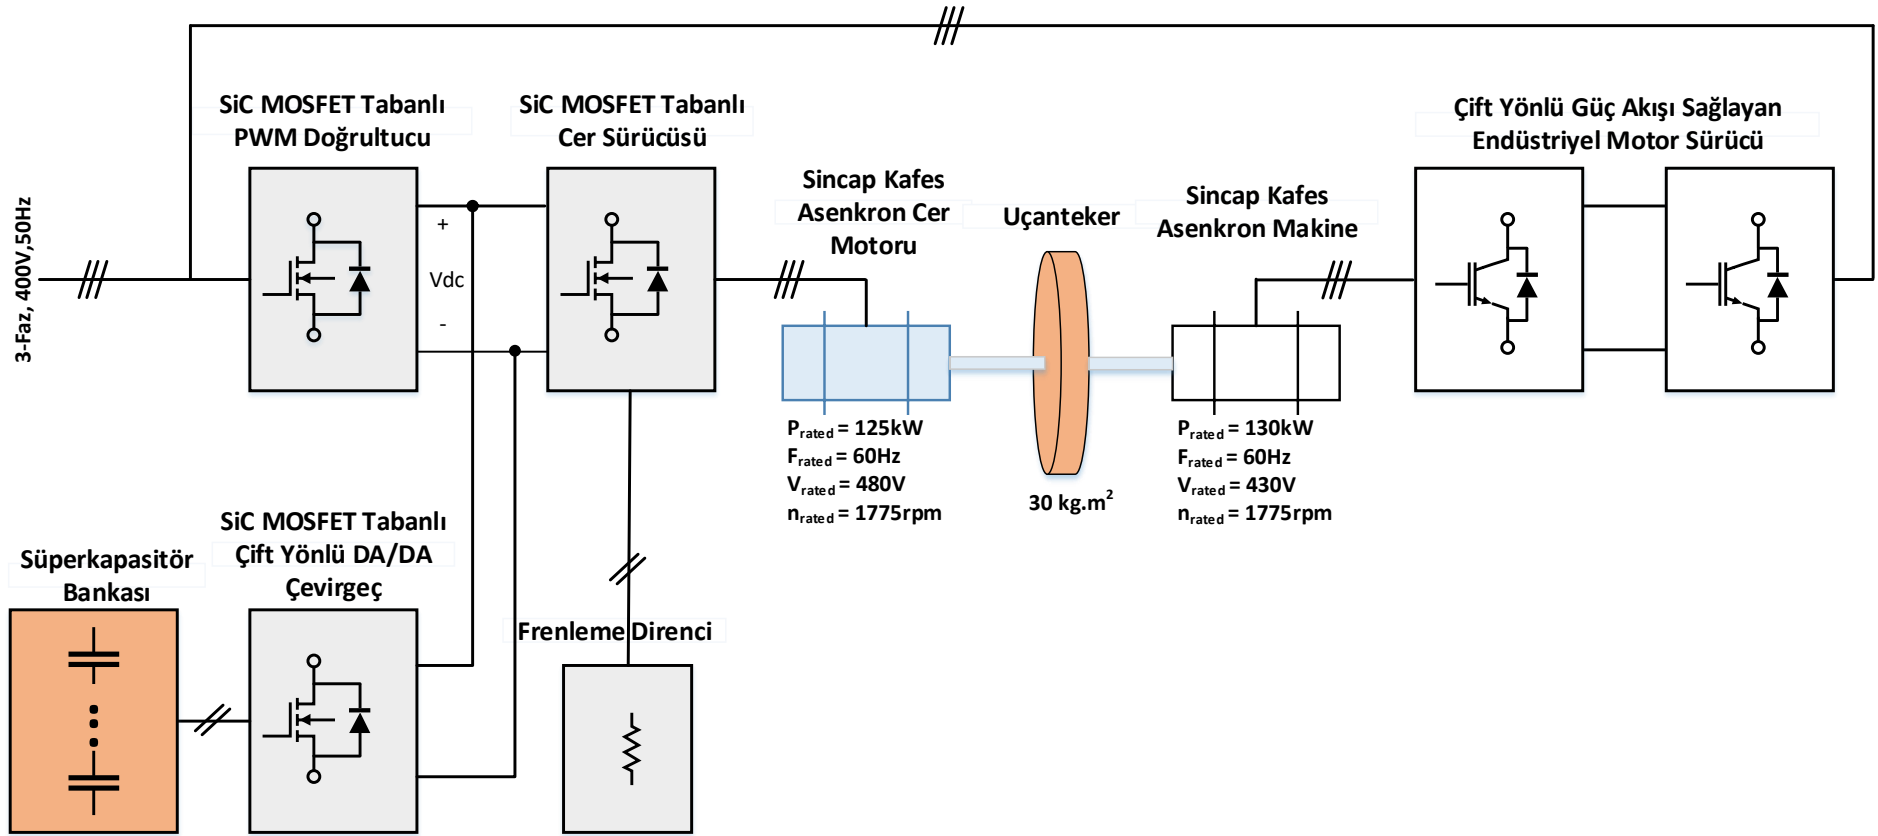 SiC MOSFET Tabanlı
PWM Doğrultucu
SiC MOSFET Tabanlı
Cer Sürücüsü
Çift Yönlü Güç Akışı Sağlayan
Endüstriyel Motor Sürücü
Sincap Kafes
Asenkron Cer
Motoru
Uçanteker
Sincap Kafes
Asenkron Makine
3-Faz, 400V,50Hz
+
Vdc
-
Prated = 125kW
Frated = 60Hz
Vrated = 480V
nrated = 1775rpm
30 kg.m²
Prated = 130kW
Frated = 60Hz
Vrated = 430V
nrated = 1775rpm
Süperkapasitör
Bankası
SiC MOSFET Tabanlı
Çift Yönlü DA/DA
Çevirgeç
Frenleme Direnci